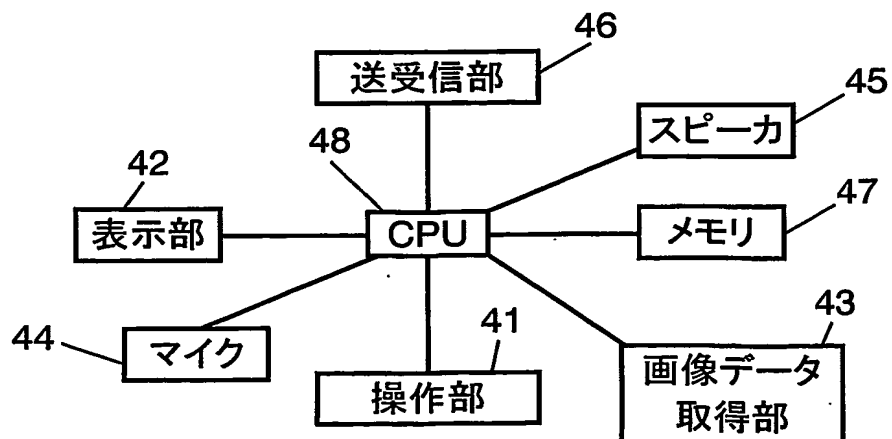 46
送受信部
45
スピーカ
48
42
47
表示部
CPU
メモリ
43
44
マイク
41
操作部
画像データ
取得部